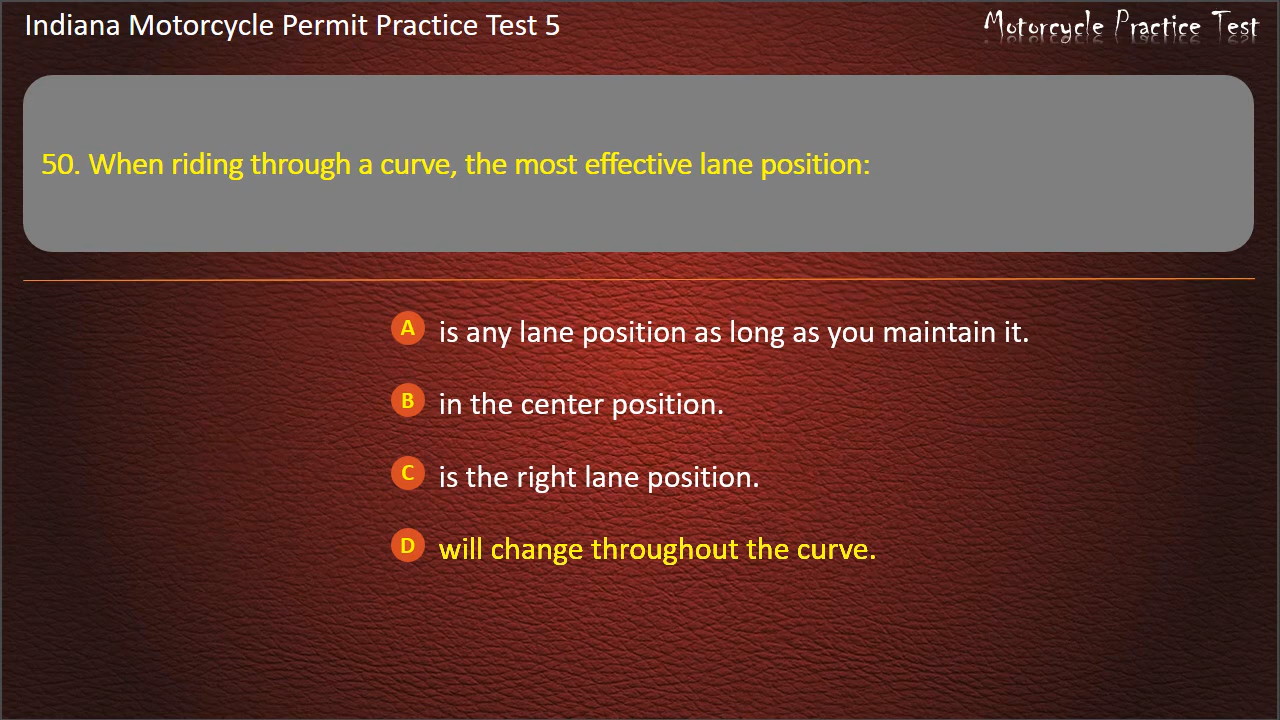 Indiana Motorcycle Permit Practice Test 5
Motorcycle Practice Test
50. When riding through a curve, the most effective lane position:
A is any lane position as long as you maintain it.
B in the center position.
C is the right lane position.
D will change throughout the curve.